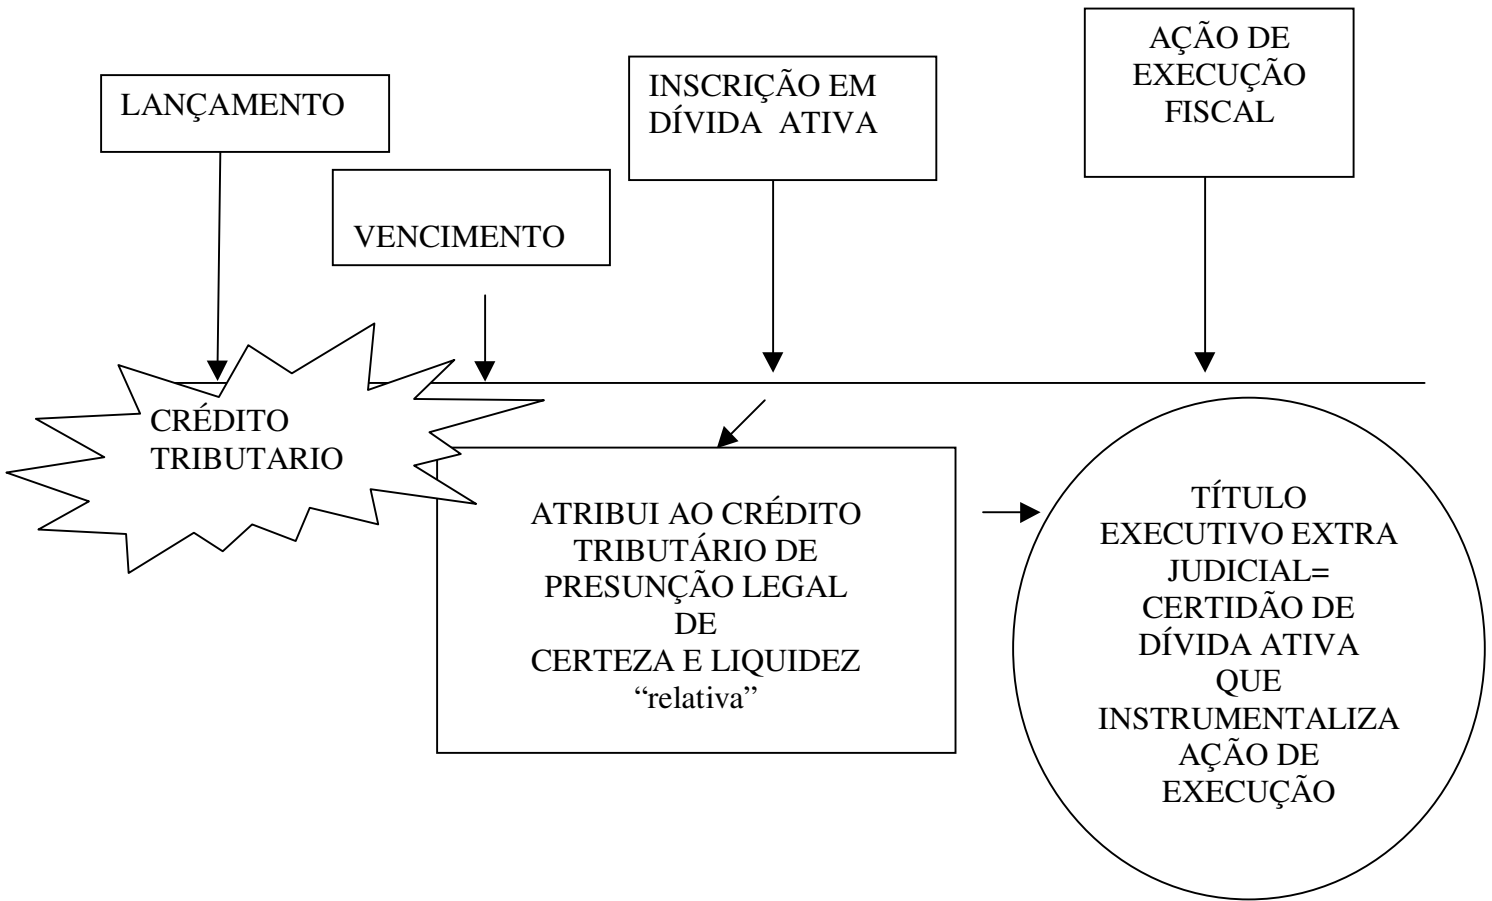 LANÇAMENTO
VENCIMENTO
INSCRIÇÃO EM
DÍVIDA ATIVA
AÇÃO DE
EXECUÇÃO
FISCAL
CRÉDITO
TRIBUTARIO
ATRIBUI AO CRÉDITO
TRIBUTÁRIO DE
PRESUNÇÃO LEGAL
DE
CERTEZA E LIQUIDEZ
“relativa”
TÍTULO
EXECUTIVO EXTRA
JUDICIAL=
CERTIDÃO DE
DÍVIDA ATIVA
QUE
INSTRUMENTALIZA
AÇÃO DE
EXECUÇÃO